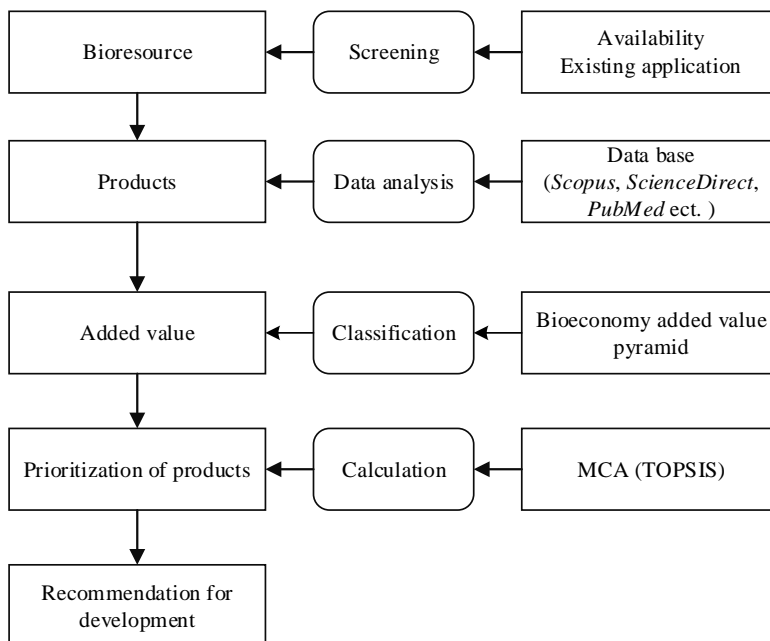 Bioresource
Screening
Availability
Existing application
Products
Data analysis
Data base
(Scopus, ScienceDirect,
PubMed ect. )
Added value
Classification
Bioeconomy added value
pyramid
Prioritization of products
Calculation
MCA (TOPSIS)
Recommendation for
development